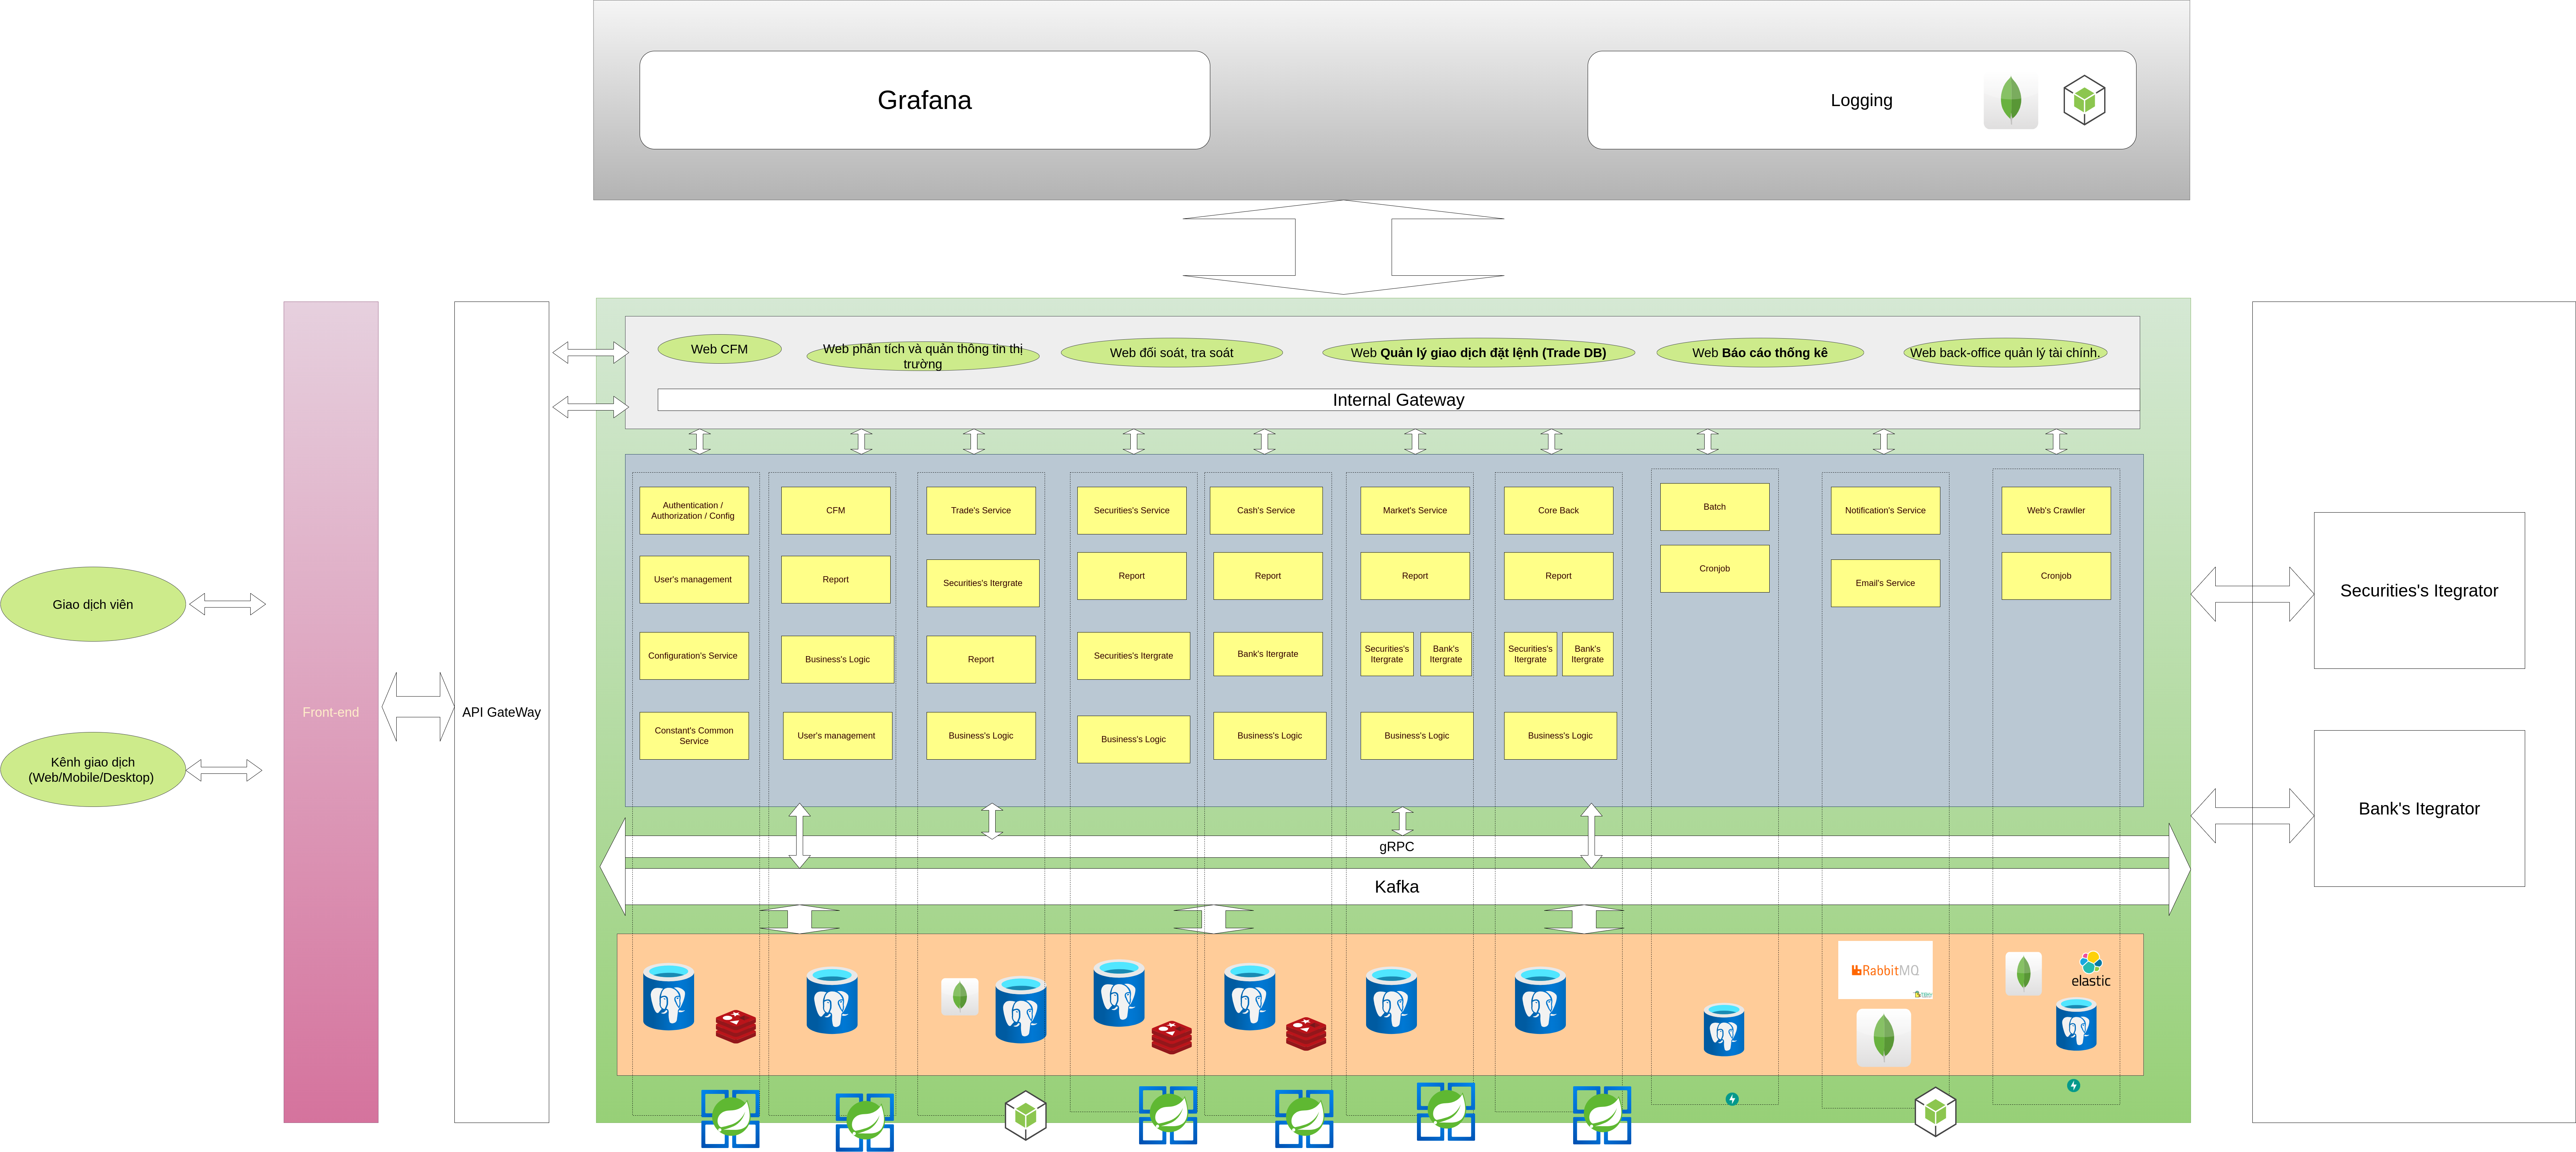 Grafana
Logging
Web CFM
Web phân tích và quản thông tin thị
trường
Web đối soát, tra soát
Web Quản lý giao dịch đặt lệnh (Trade DB)
Web Báo cáo thống kê
Web back-office quản lý tài chính.
Internal Gateway
Authentication /
Authorization / Config
CFM
Trade's Service
Securities's Service
Cash's Service
Market's Service
Core Back
Batch
Notification's Service
Web's Crawller
User's management
Report
Securities's Itergrate
Report
Report
Report
Report
Cronjob
Email's Service
Cronjob
Configuration's Service
Business's Logic
Report
Securities's Itergrate
Bank's Itergrate
Securities's
Itergrate
Bank's
Itergrate
Securities's
Itergrate
Bank's
Itergrate
Constant's Common
Service
User's management
Business's Logic
Business's Logic
Business's Logic
Business's Logic
Business's Logic
gRPC
Kafka
RabbitMQ
elastic
Giao dịch viên
Kênh giao dịch
(Web/Mobile/Desktop)
Front-end
API GateWay
Securities's Itegrator
Bank's Itegrator